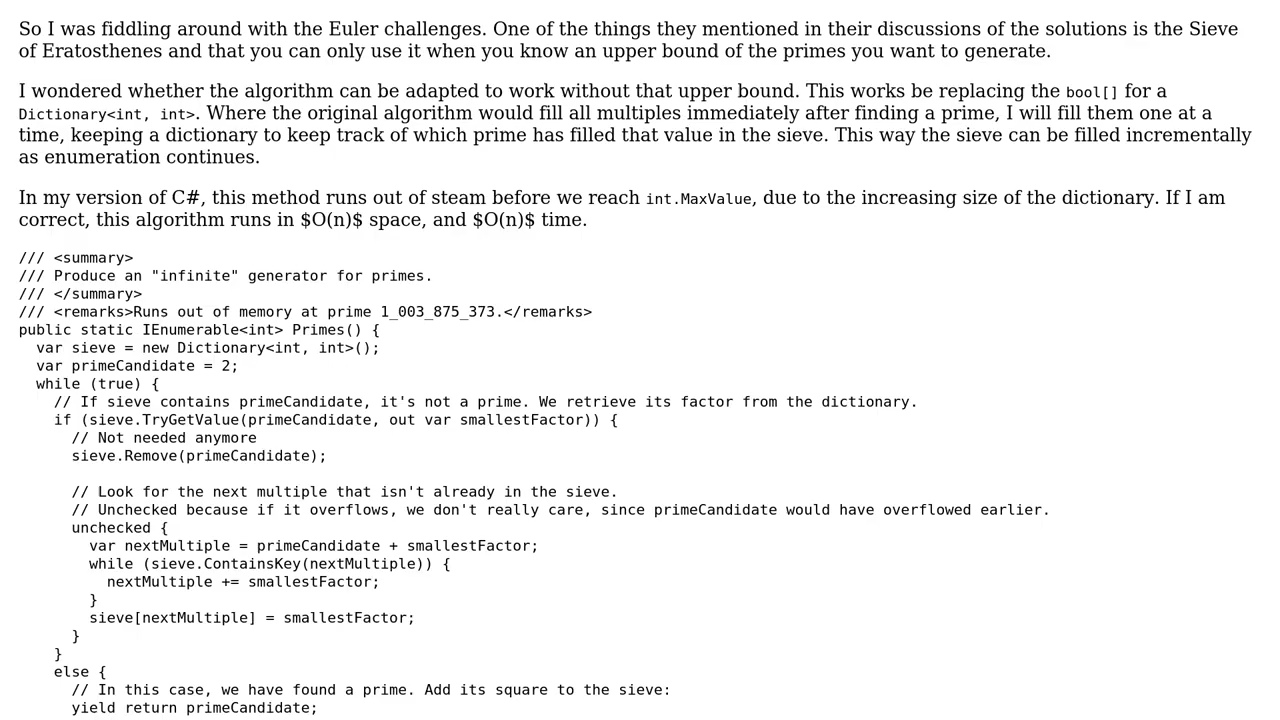 So I was fiddling around with the Euler challenges. One of the things they mentioned in their discussions of the solutions is the Sieve
of Eratosthenes and that you can only use it when you know an upper bound of the primes you want to generate.
I wondered whether the algorithm can be adapted to work without that upper bound. This works be replacing the bool[] for a
Dictionary<int, int>. Where the original algorithm would fill all multiples immediately after finding a prime, I will fill them one at a
time, keeping a dictionary to keep track of which prime has filled that value in the sieve. This way the sieve can be filled incrementally
as enumeration continues.
In my version of C#, this method runs out of steam before we reach int.MaxValue, due to the increasing size of the dictionary. If I am
correct, this algorithm runs in $O(n)$ space, and $O(n)$ time.
/// <summary>
/// Produce an "infinite" generator for primes.
/// </summary>
/// <remarks>Runs out of memory at prime 1_003_875_373.</remarks>
public static IEnumerable<int> Primes() {
  var sieve = new Dictionary<int, int>();
  var primeCandidate = 2;
  while (true) {
    // If sieve contains primeCandidate, it's not a prime. We retrieve its factor from the dictionary.
    if (sieve.TryGetValue(primeCandidate, out var smallestFactor)) {
      // Not needed anymore
      sieve.Remove(primeCandidate);
      // Look for the next multiple that isn't already in the sieve.
      // Unchecked because if it overflows, we don't really care, since primeCandidate would have overflowed earlier.
      unchecked {
        var nextMultiple = primeCandidate + smallestFactor;
        while (sieve.ContainsKey(nextMultiple)) {
          nextMultiple += smallestFactor;
        }
        sieve[nextMultiple] = smallestFactor;
      }
    }
    else {
      // In this case, we have found a prime. Add its square to the sieve:
      yield return primeCandidate;